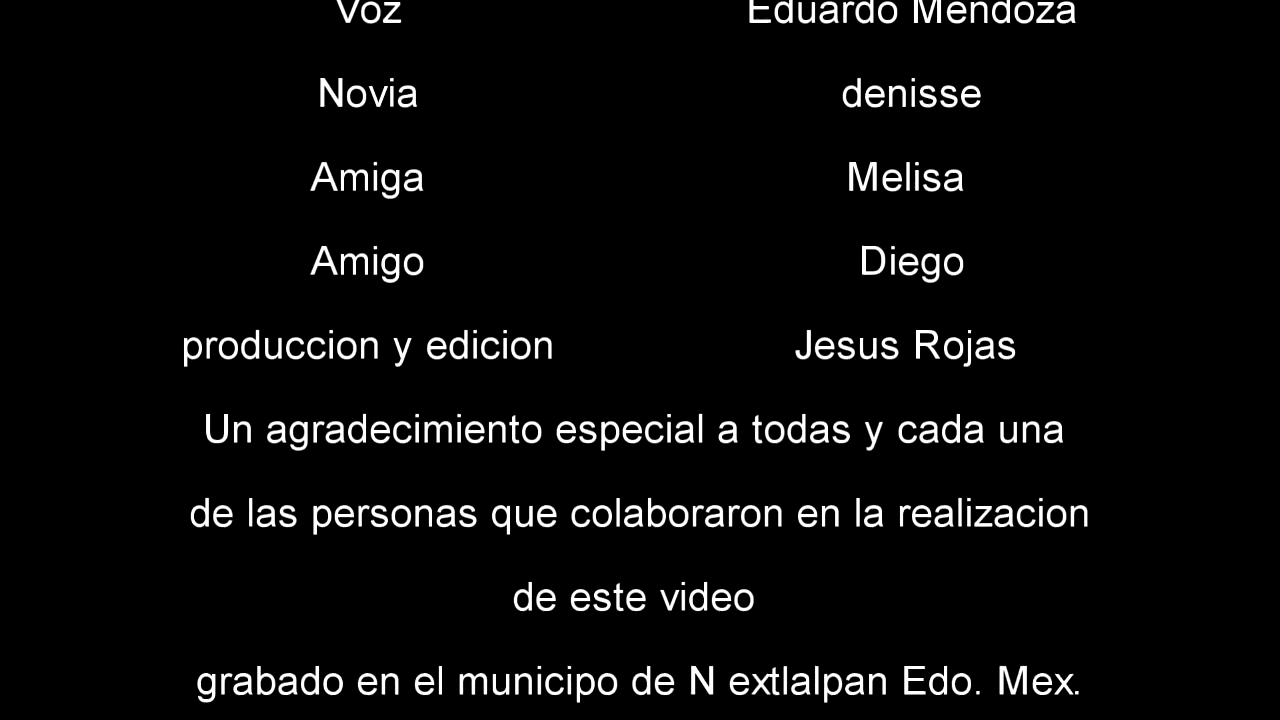 Voz Eduardo Mendoza
Novia denisse
Amiga Melisa
Amigo Diego
produccion y edicion Jesus Rojas
Un agradecimiento especial a todas y cada una
de las personas que colaboraron en la realizacion
de este video
grabado en el municipo de N extlalpan Edo. Mex.